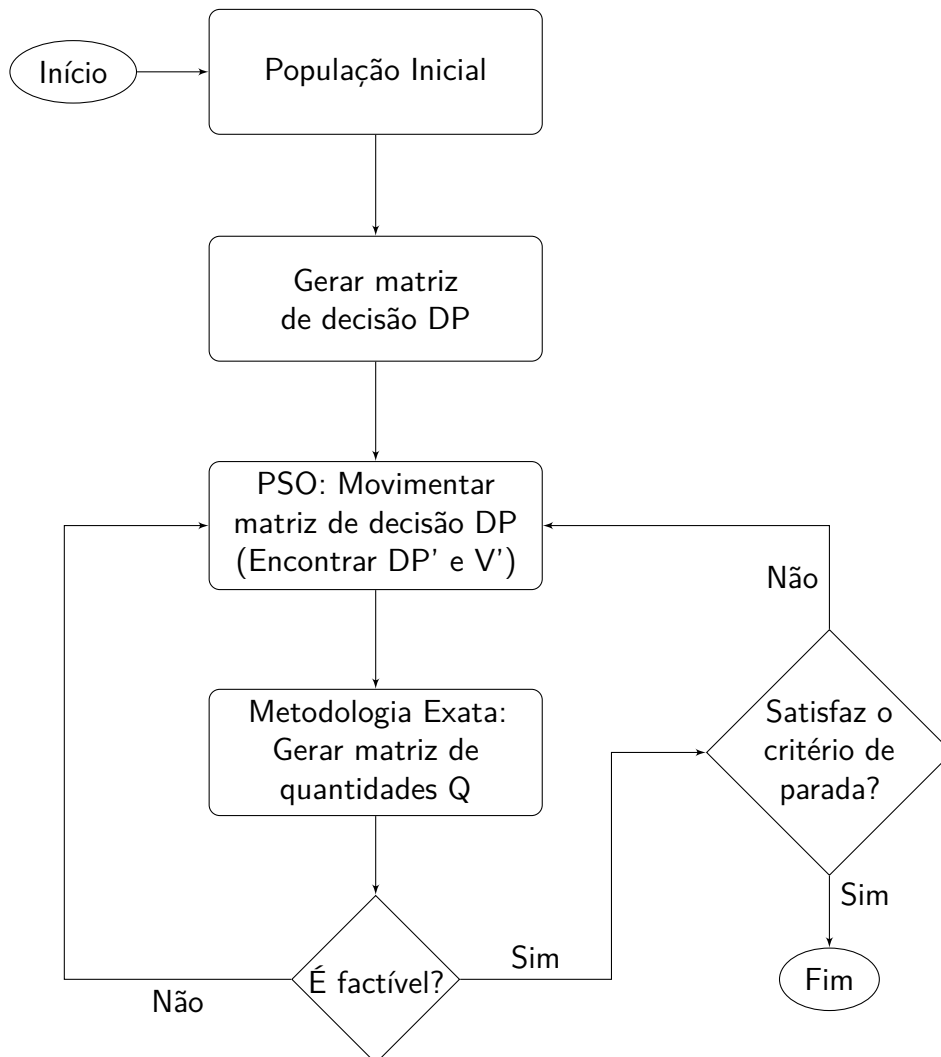 Início
População Inicial
Gerar matriz
de decisão DP
PSO: Movimentar
matriz de decisão DP
(Encontrar DP’ e V’)
Metodologia Exata:
Gerar matriz de
quantidades Q
É factível?
Não
Sim
Satisfaz o
critério de
parada?
Não
Sim
Fim